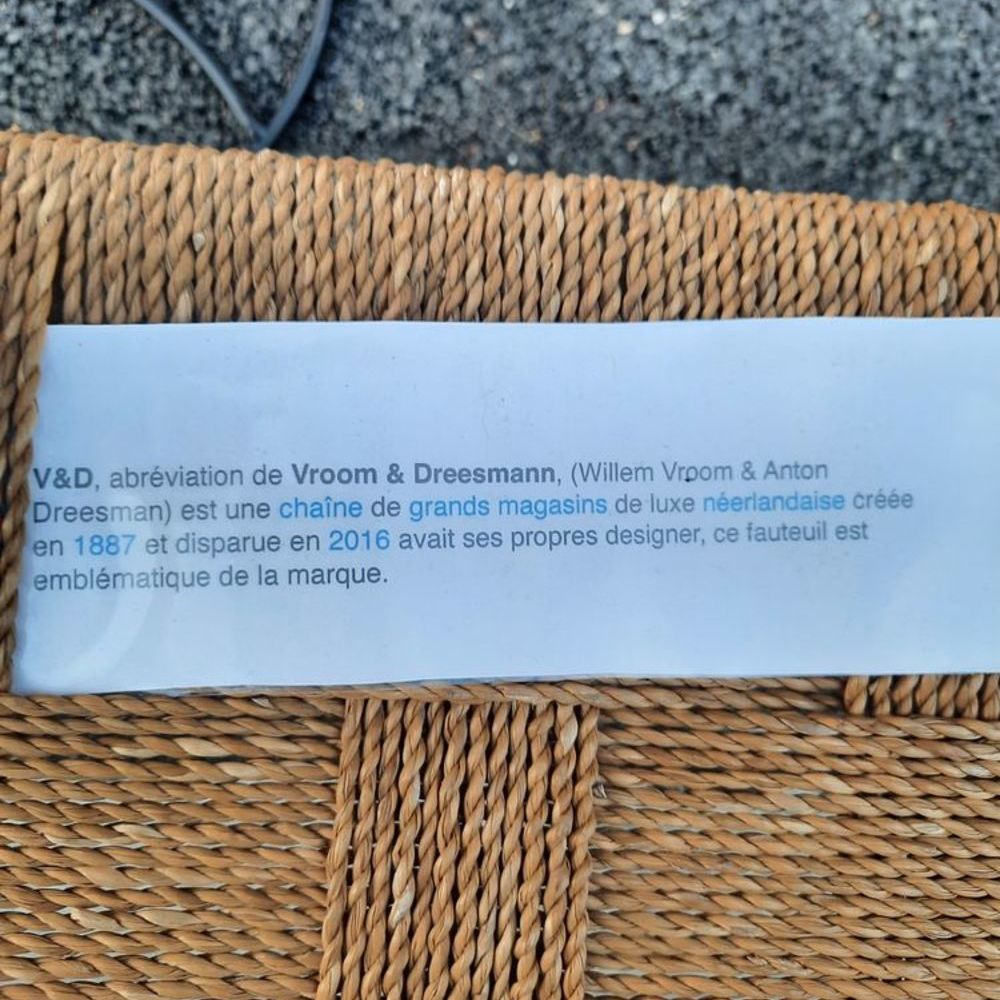 V&D, abréviation de Vroom & Dreesmann, (Willem Vroom & Anton
Dreesman) est une chaîne de grands magasins de luxe néerlandaise créée
en 1887 et disparue en 2016 avait ses propres designer, ce fauteuil est
emblématique de la marque.